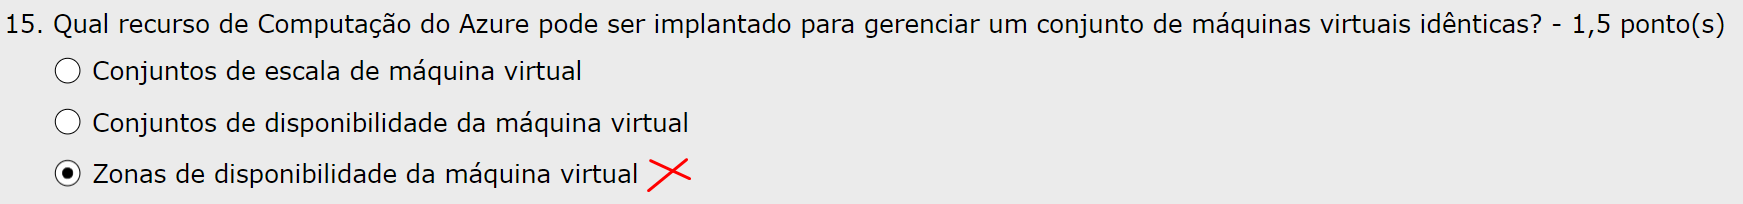 15. Qual recurso de Computação do Azure pode ser implantado para gerenciar um conjunto de máquinas virtuais idênticas? - 1,5 ponto(s)
Conjuntos de escala de máquina virtual
Conjuntos de disponibilidade da máquina virtual
Zonas de disponibilidade da máquina virtual